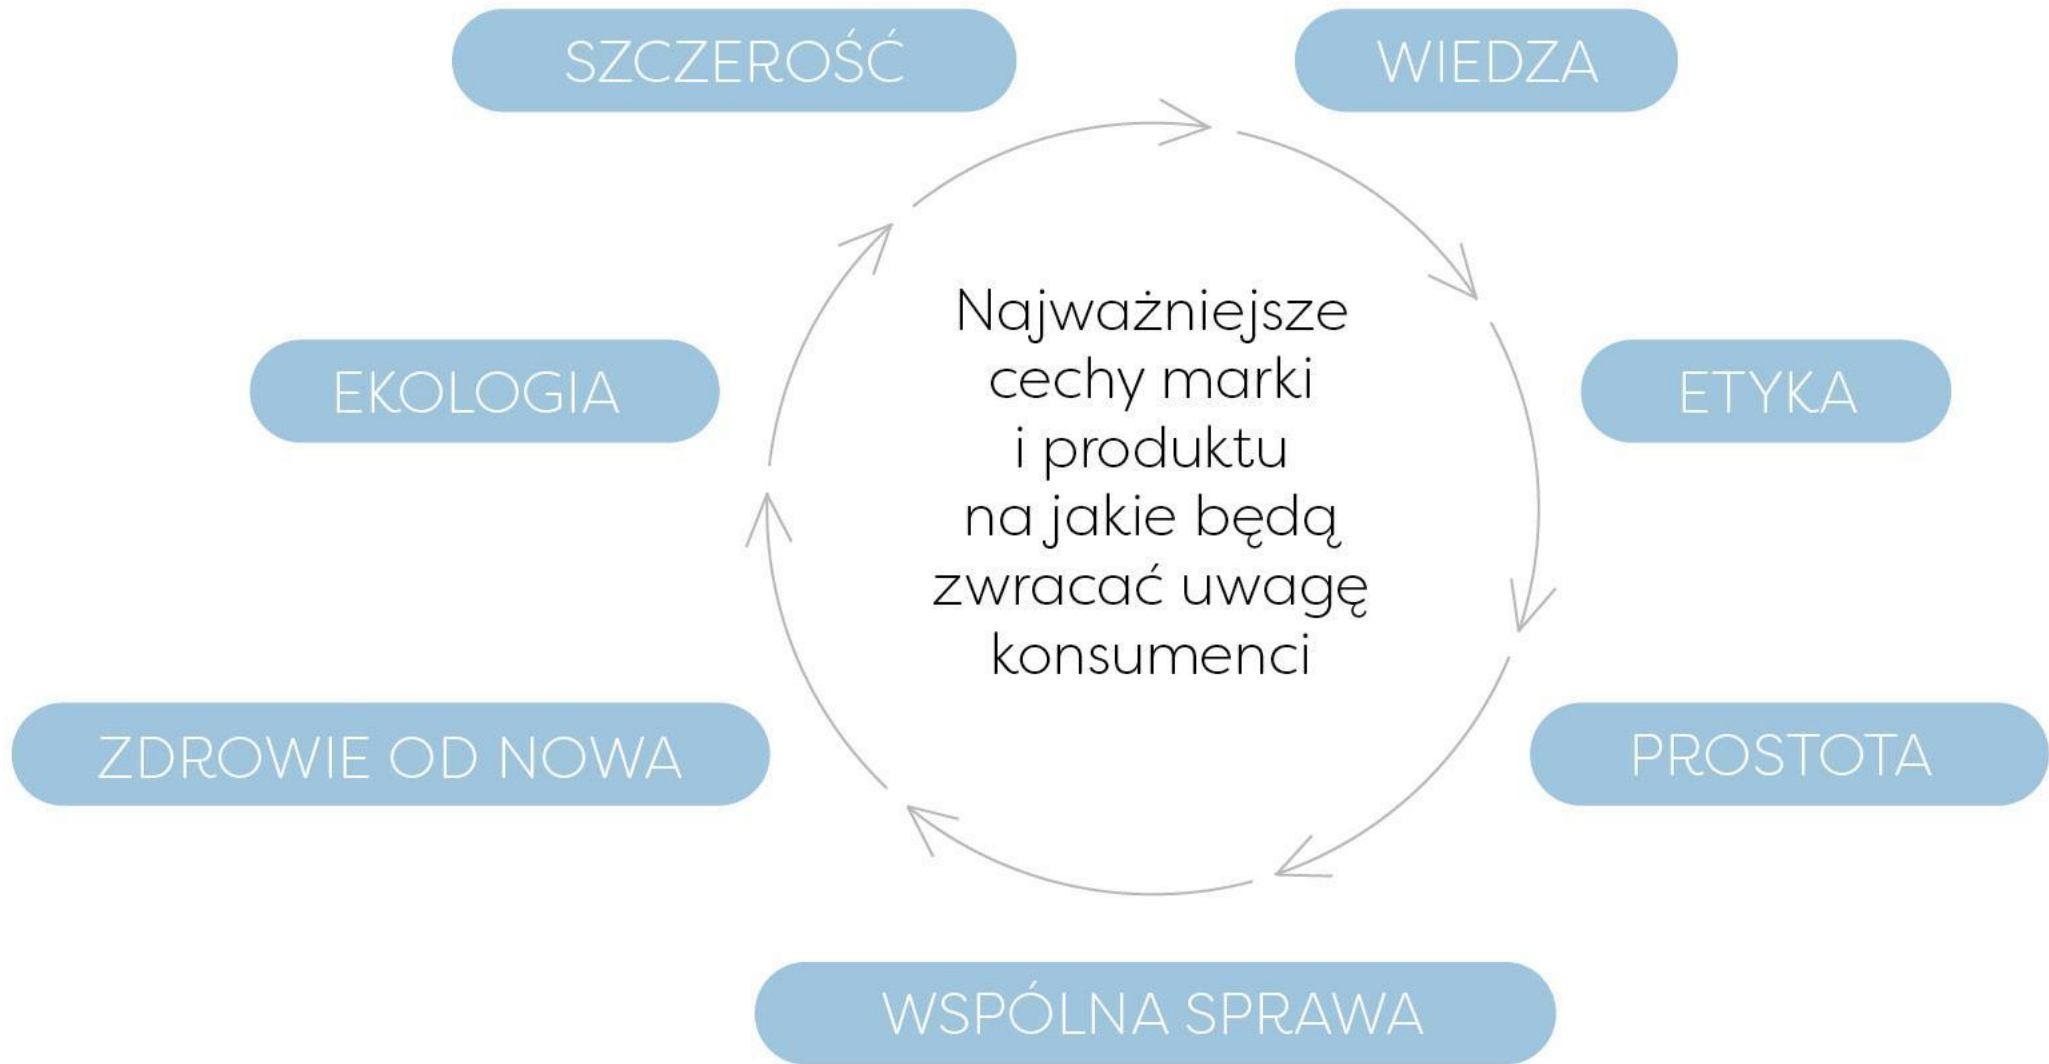 SZCZEROŚĆ
WIEDZA
EKOLOGIA
Najważniejsze
cechy marki
i produktu
na jakie będą
zwracać uwagę
konsumenci
ETYKA
ZDROWIE OD NOWA
PROSTOTA
WSPÓLNA SPRAWA